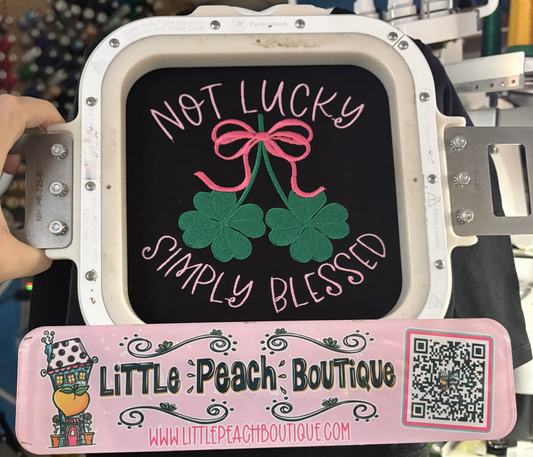 NOT LUCKY
SIMPLY BLESSED
LiTTLE PEACH BOUTiQUE
WWW.LITTLEPEACHBOUTIQUE.COM